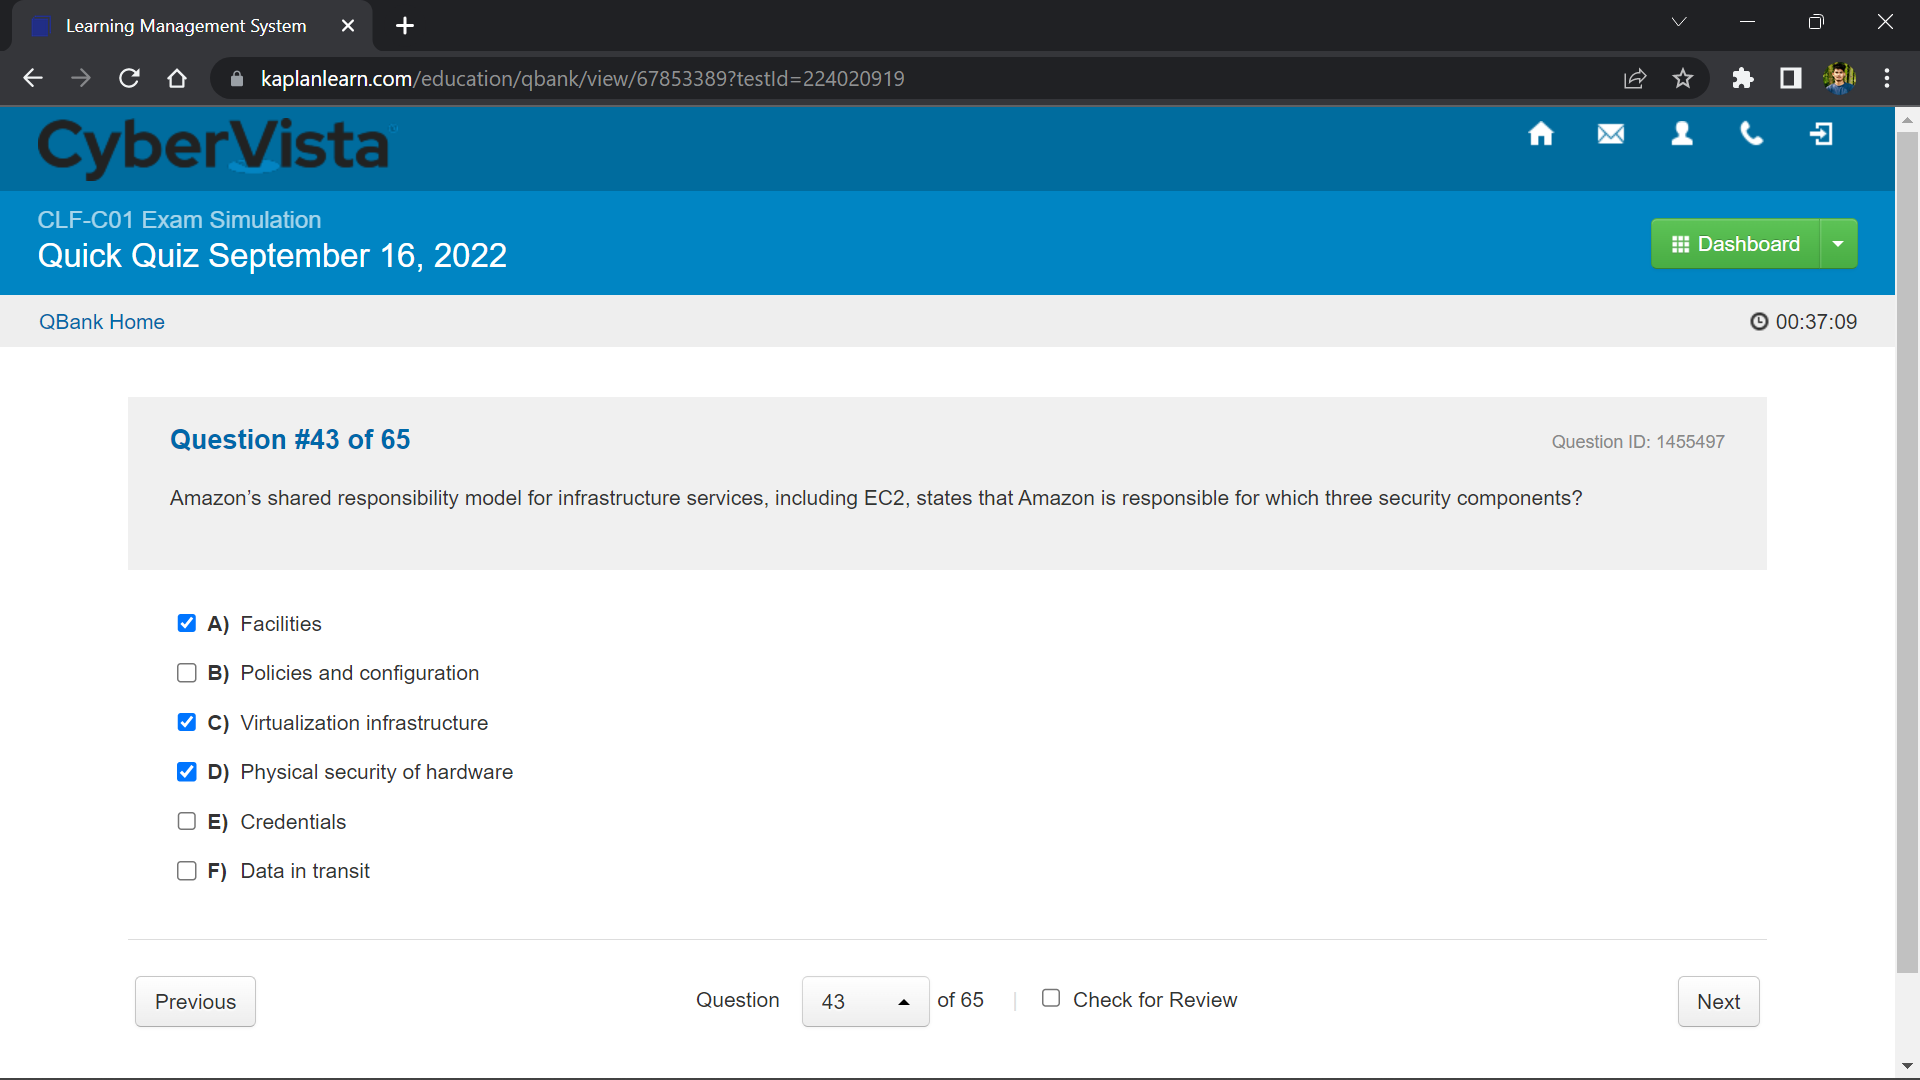 Learning Management System
kaplanlearn.com/education/qbank/view/67853389?testId=224020919
CyberVista
CLF-C01 Exam Simulation
Quick Quiz September 16, 2022
Dashboard
QBank Home
00:37:09
Question #43 of 65
Question ID: 1455497
Amazon’s shared responsibility model for infrastructure services, including EC2, states that Amazon is responsible for which three security components?
A) Facilities
B) Policies and configuration
C) Virtualization infrastructure
D) Physical security of hardware
E) Credentials
F) Data in transit
Previous
Question 43 of 65 | Check for Review
Next